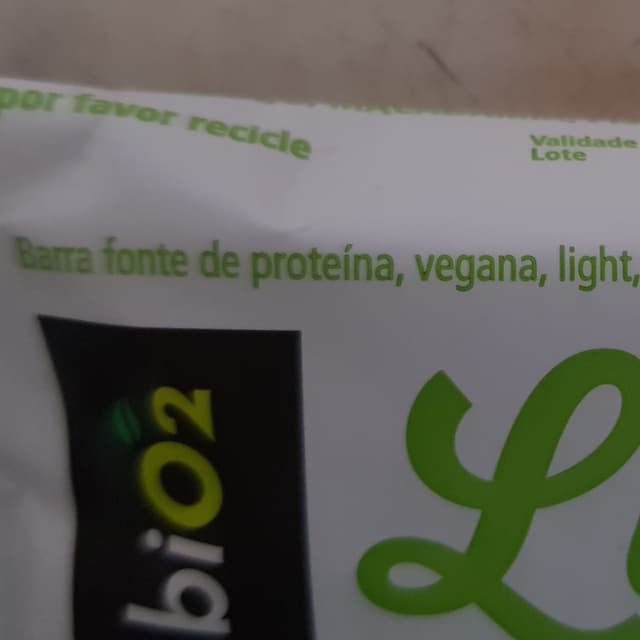 por favor recicle
Validade
Lote
Barra fonte de proteína, vegana, light,
biO2